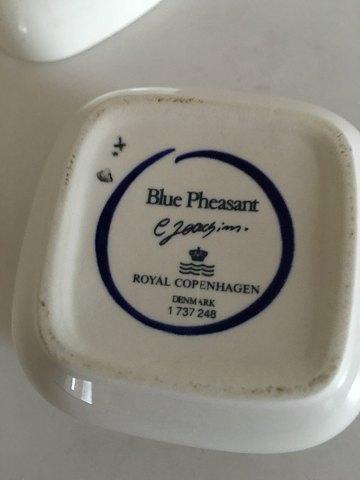 Blue Pheasant
C Joachim.
ROYAL COPENHAGEN
DENMARK
1 737 248